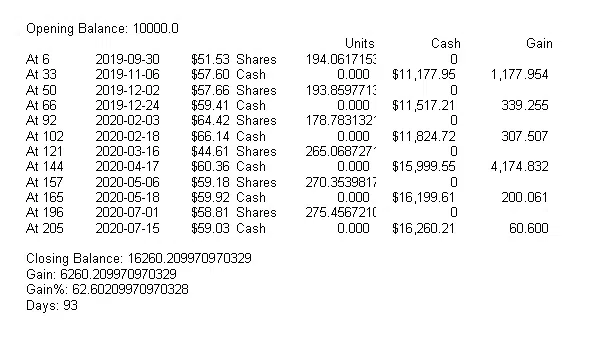 Opening Balance: 10000.0
Units Cash Gain
At 6 2019-09-30 $51.53 Shares 194.0617153 0
At 33 2019-11-06 $57.60 Cash 0.000 $11,177.95 1,177.954
At 50 2019-12-02 $57.66 Shares 193.8597713 0
At 66 2019-12-24 $59.41 Cash 0.000 $11,517.21 339.255
At 92 2020-02-03 $64.42 Shares 178.7831321 0
At 102 2020-02-18 $66.14 Cash 0.000 $11,824.72 307.507
At 121 2020-03-16 $44.61 Shares 265.0687271 0
At 144 2020-04-17 $60.36 Cash 0.000 $15,999.55 4,174.832
At 157 2020-05-06 $59.18 Shares 270.3539817 0
At 165 2020-05-18 $59.92 Cash 0.000 $16,199.61 200.061
At 196 2020-07-01 $58.81 Shares 275.4567210 0
At 205 2020-07-15 $59.03 Cash 0.000 $16,260.21 60.600
Closing Balance: 16260.209970970329
Gain: 6260.209970970329
Gain%: 62.60209970970328
Days: 93